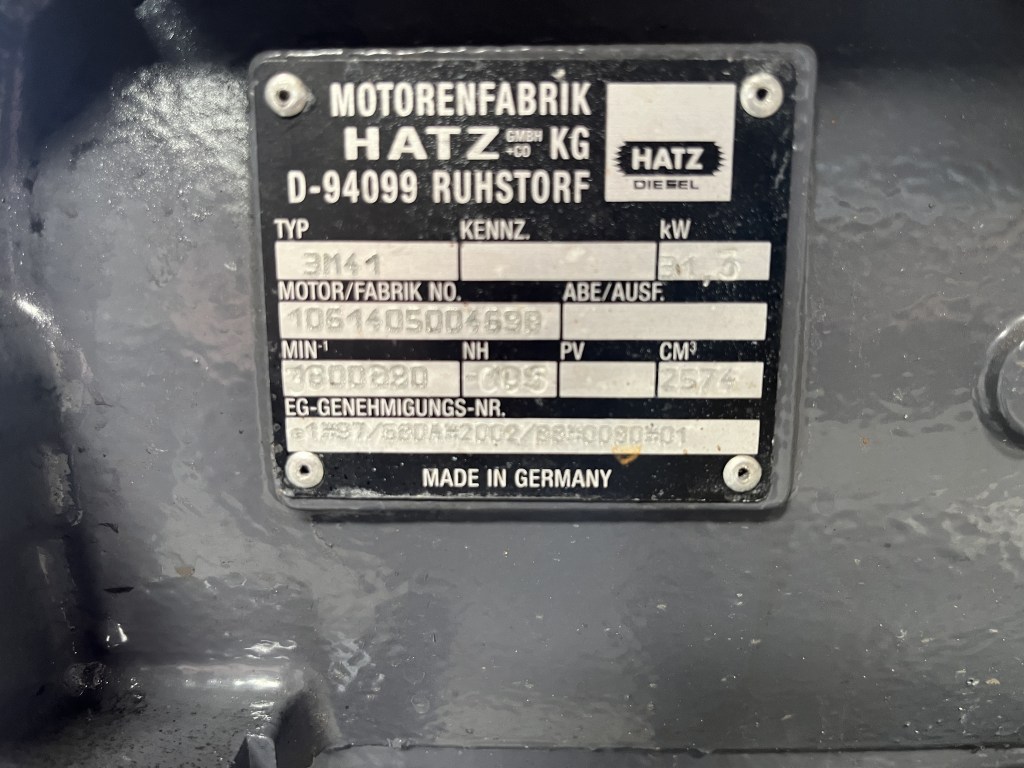 MOTORENFABRIK
HATZ GMBH +CO KG
D-94099 RUHSTORF
HATZ
DIESEL
TYP KENNZ. kW
3M41
MOTOR/FABRIK NO. ABE/AUSF.
1061405004698
MIN-¹ NH PV CM³
2574
EG-GENEHMIGUNGS-NR.
MADE IN GERMANY